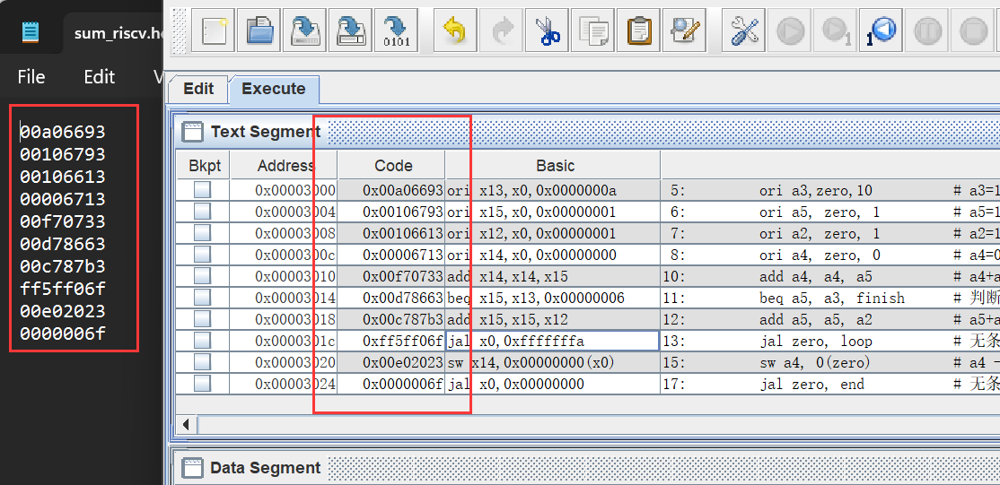 sum_riscv.he
File Edit V
00a06693
00106793
00106613
00006713
00f70733
00d78663
00c787b3
ff5ff06f
00e02023
0000006f
0101
1
1
Edit Execute
Text Segment
Bkpt Address Code Basic
0x00003000 0x00a06693 ori x13,x0,0x0000000a 5: ori a3,zero,10 # a3=1
0x00003004 0x00106793 ori x15,x0,0x00000001 6: ori a5, zero, 1 # a5=1
0x00003008 0x00106613 ori x12,x0,0x00000001 7: ori a2, zero, 1 # a2=1
0x0000300c 0x00006713 ori x14,x0,0x00000000 8: ori a4, zero, 0 # a4=0
0x00003010 0x00f70733 add x14,x14,x15 10: add a4, a4, a5 # a4+a
0x00003014 0x00d78663 beq x15,x13,0x00000006 11: beq a5, a3, finish # 判断
0x00003018 0x00c787b3 add x15,x15,x12 12: add a5, a5, a2 # a5+a
0x0000301c 0xff5ff06f jal x0,0xfffffffa 13: jal zero, loop # 无条
0x00003020 0x00e02023 sw x14,0x00000000(x0) 15: sw a4, 0(zero) # a4
0x00003024 0x0000006f jal x0,0x00000000 17: jal zero, end # 无条
Data Segment